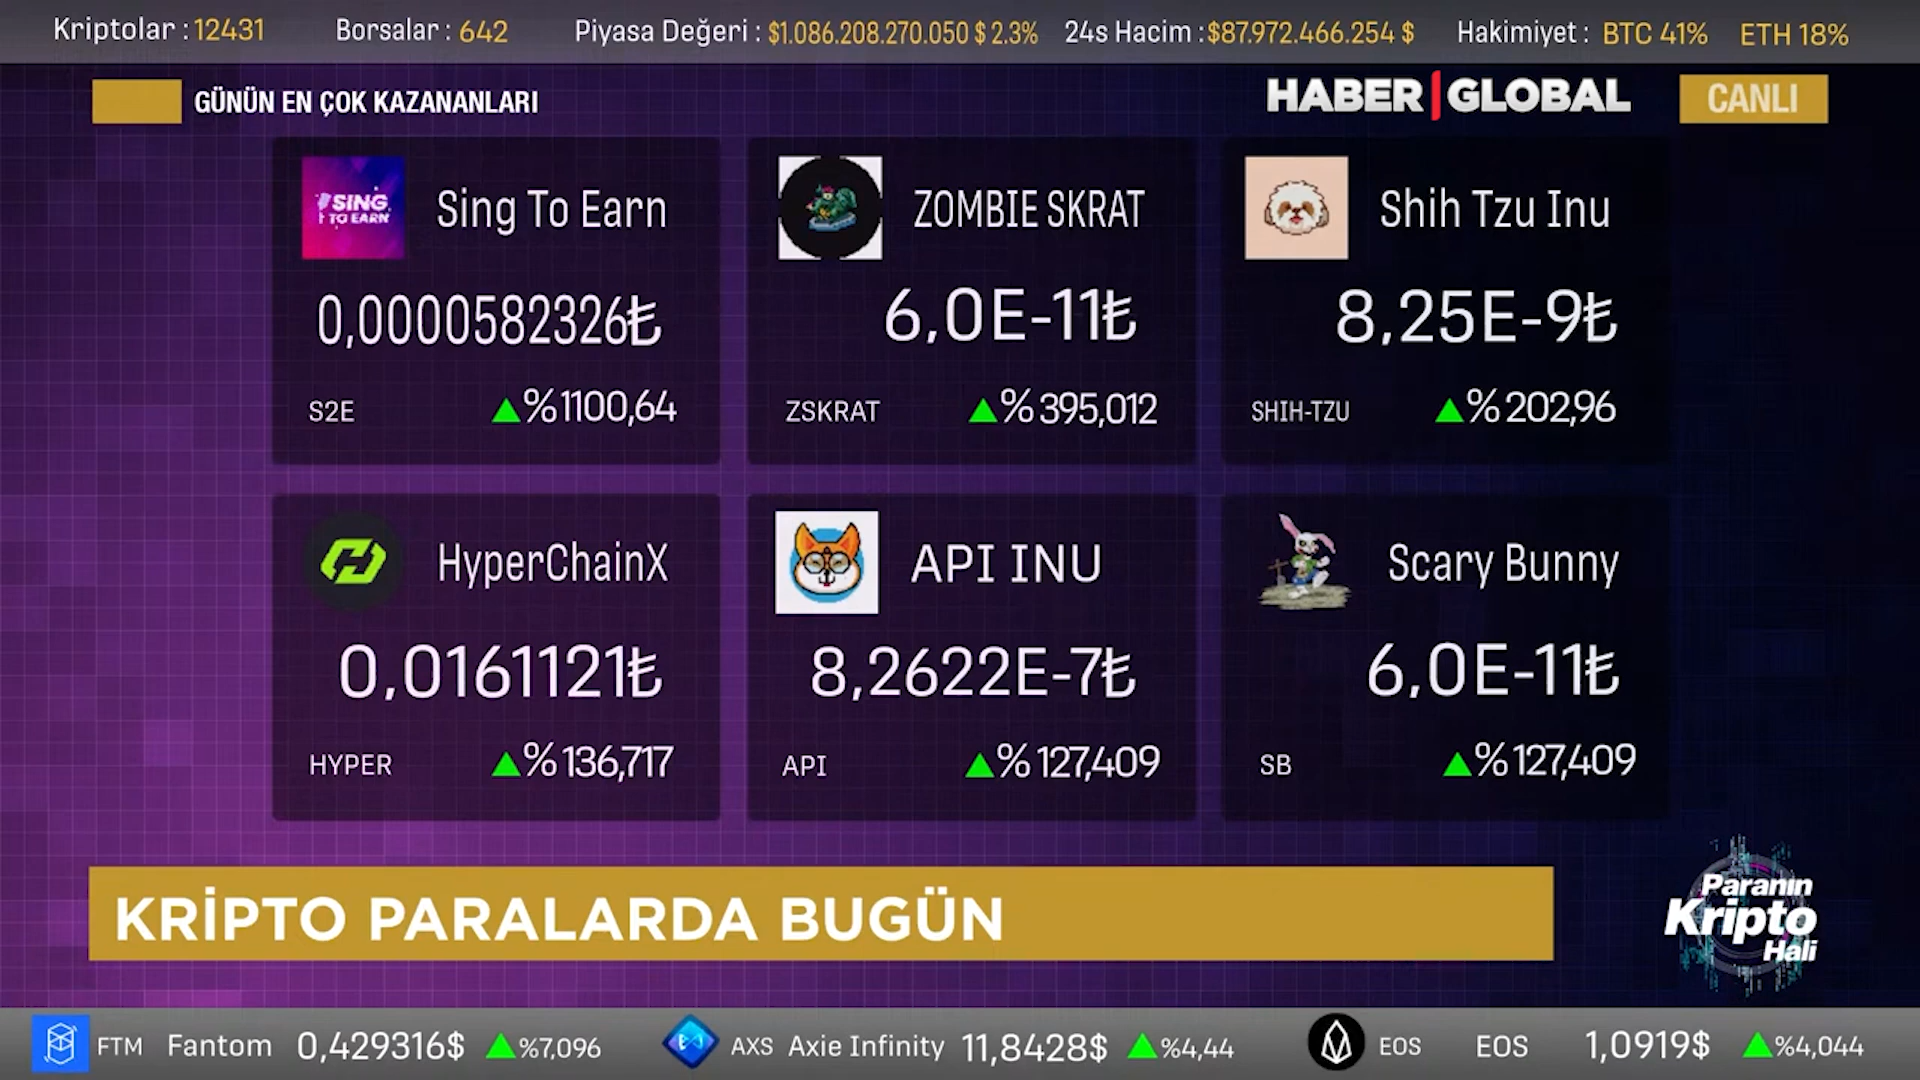 Kriptolar : 12431 Borsalar : 642 Piyasa Değeri : $1.086.208.270.050 $ 2.3% 24s Hacim : $87.972.466.254 $ Hakimiyet : BTC 41% ETH 18%
GÜNÜN EN ÇOK KAZANANLARI
HABER GLOBAL
CANLI
SING
TO EARN
Sing To Earn
0,0000582326₺
S2E %1100,64
ZOMBIE SKRAT
6,0E-11₺
ZSKRAT %395,012
Shih Tzu Inu
8,25E-9₺
SHIH-TZU %202,96
HyperChainX
0,0161121₺
HYPER %136,717
API INU
8,2622E-7₺
API %127,409
Scary Bunny
6,0E-11₺
SB %127,409
KRİPTO PARALARDA BUGÜN
Paranın
Kripto
Hali
FTM Fantom 0,429316$ %7,096 AXS Axie Infinity 11,8428$ %4,44 EOS EOS 1,0919$ %4,044